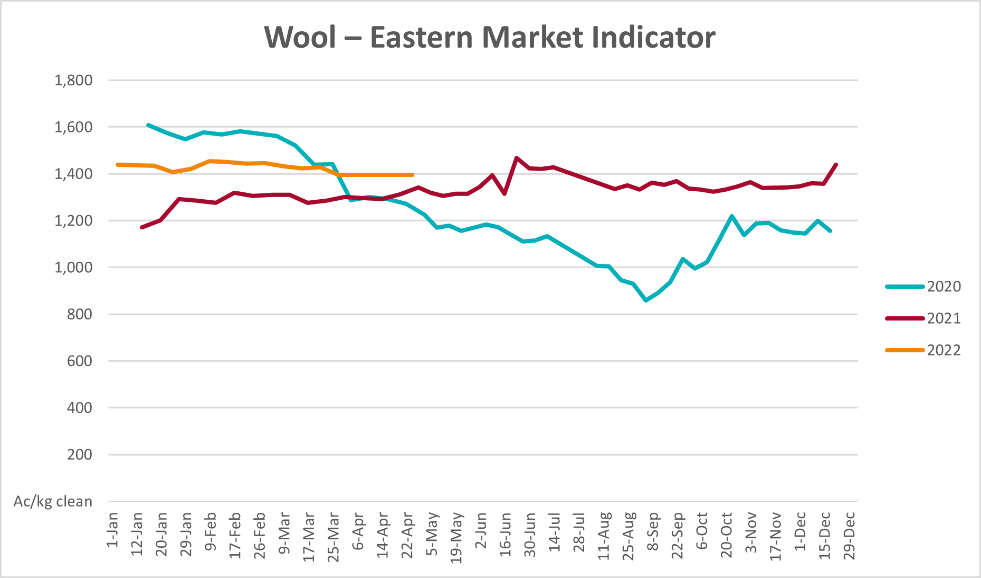 Wool – Eastern Market Indicator
1,800
1,600
1,400
1,200
1,000
800
600
400
200
Ac/kg clean
1-Jan
12-Jan
20-Jan
29-Jan
9-Feb
17-Feb
26-Feb
9-Mar
17-Mar
25-Mar
6-Apr
14-Apr
22-Apr
5-May
19-May
2-Jun
16-Jun
30-Jun
14-Jul
28-Jul
11-Aug
25-Aug
8-Sep
22-Sep
6-Oct
20-Oct
3-Nov
17-Nov
1-Dec
15-Dec
29-Dec
2020
2021
2022